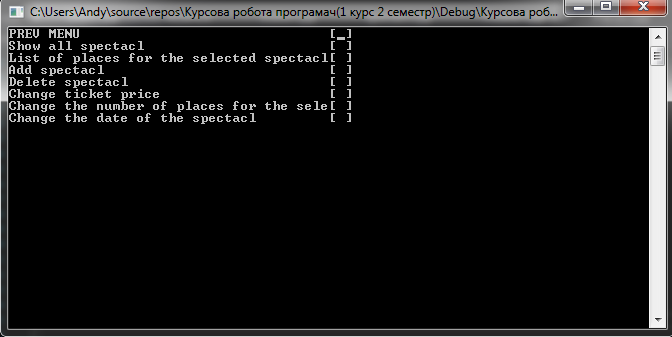 C:\Users\Andy\source\repos\Курсова робота програмач(1 курс 2 семестр)\Debug\Курсова роб...
PREV MENU [_]
Show all spectacl [ ]
List of places for the selected spectacl[ ]
Add spectacl [ ]
Delete spectacl [ ]
Change ticket price [ ]
Change the number of places for the sele[ ]
Change the date of the spectacl [ ]